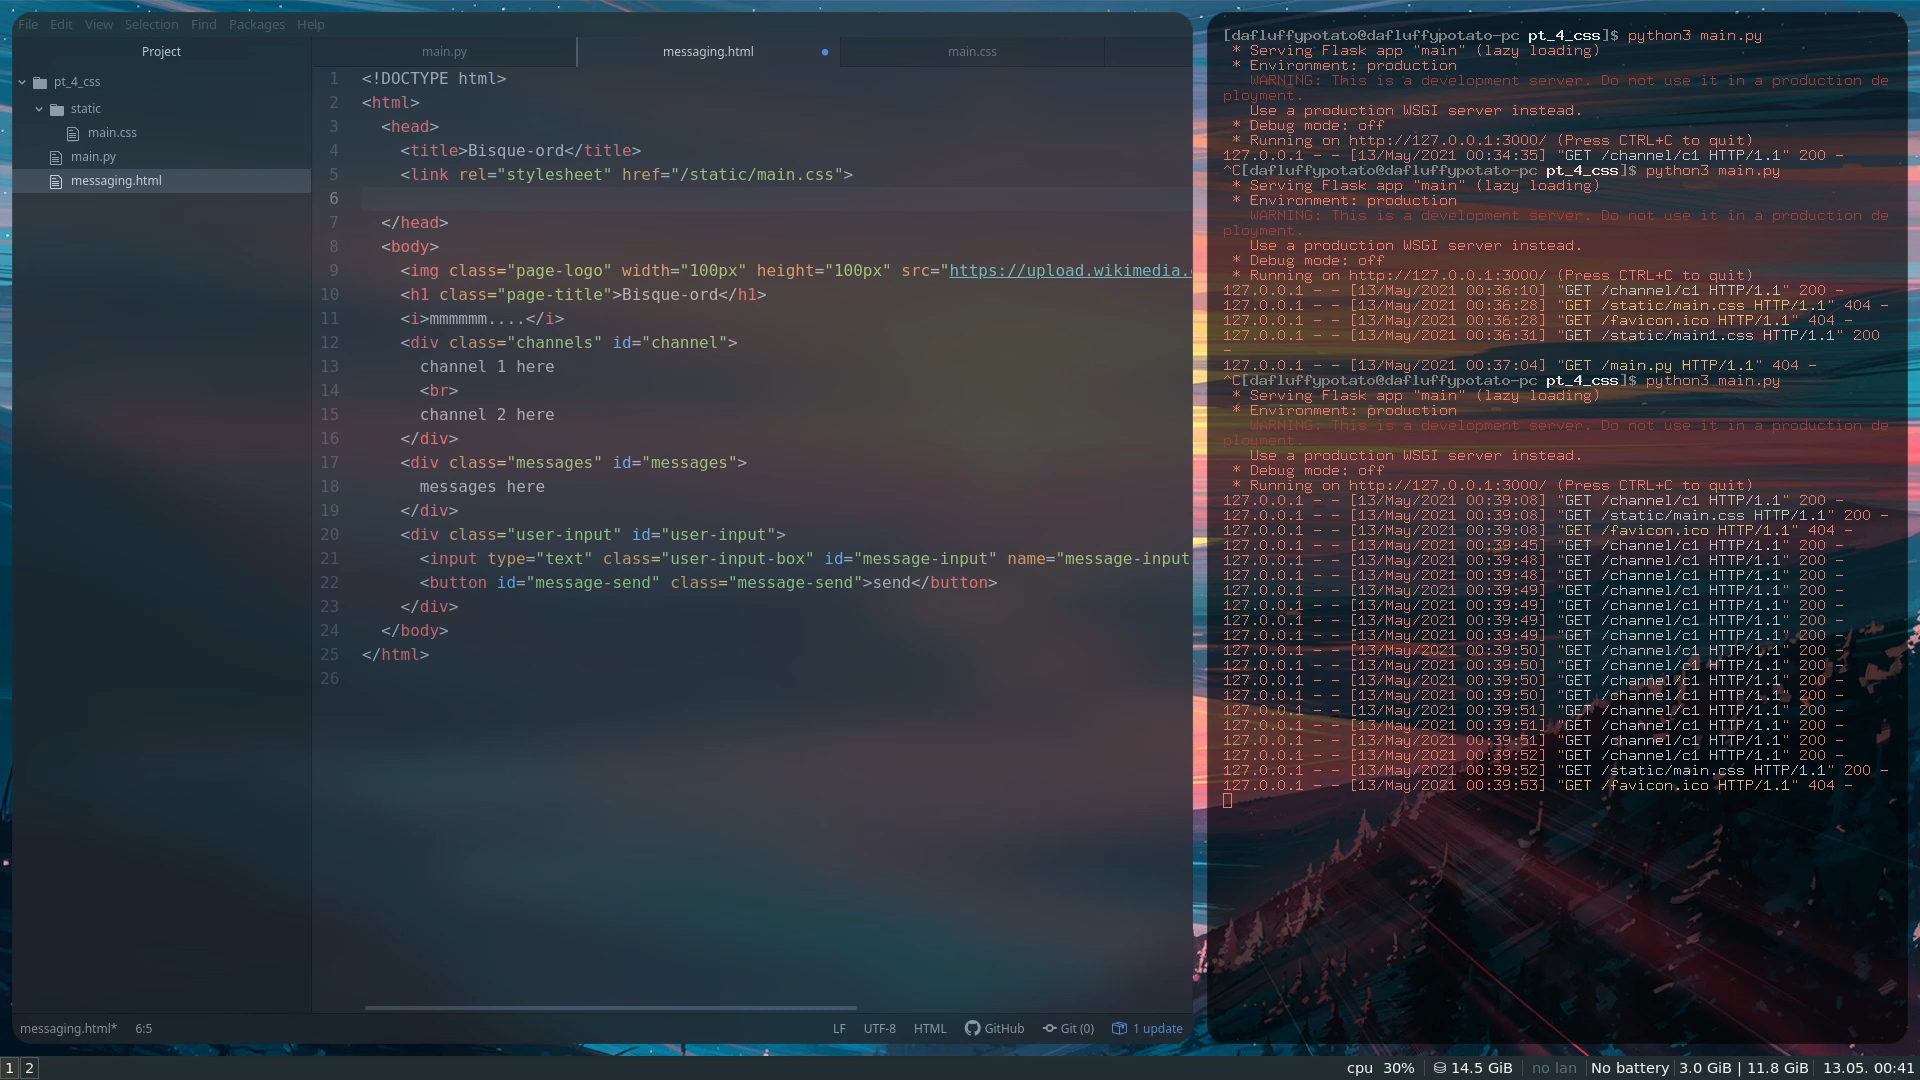 File Edit View Selection Find Packages Help
Project
pt_4_css
static
main.css
main.py
messaging.html
main.py messaging.html main.css
1 <!DOCTYPE html>
2 <html>
3 <head>
4 <title>Bisque-ord</title>
5 <link rel="stylesheet" href="/static/main.css">
6
7 </head>
8 <body>
9 <img class="page-logo" width="100px" height="100px" src="https://upload.wikimedia.
10 <h1 class="page-title">Bisque-ord</h1>
11 <i>mmmmmm....</i>
12 <div class="channels" id="channel">
13 channel 1 here
14 <br>
15 channel 2 here
16 </div>
17 <div class="messages" id="messages">
18 messages here
19 </div>
20 <div class="user-input" id="user-input">
21 <input type="text" class="user-input-box" id="message-input" name="message-input
22 <button id="message-send" class="message-send">send</button>
23 </div>
24 </body>
25 </html>
26
messaging.html* 6:5 LF UTF-8 HTML GitHub Git (0) 1 update
[dafluffypotato@dafluffypotato-pc pt_4_css]$ python3 main.py
* Serving Flask app "main" (lazy loading)
* Environment: production
WARNING: This is a development server. Do not use it in a production de
ployment.
Use a production WSGI server instead.
* Debug mode: off
* Running on http://127.0.0.1:3000/ (Press CTRL+C to quit)
127.0.0.1 - - [13/May/2021 00:34:35] "GET /channel/c1 HTTP/1.1" 200 -
^C[dafluffypotato@dafluffypotato-pc pt_4_css]$ python3 main.py
* Serving Flask app "main" (lazy loading)
* Environment: production
WARNING: This is a development server. Do not use it in a production de
ployment.
Use a production WSGI server instead.
* Debug mode: off
* Running on http://127.0.0.1:3000/ (Press CTRL+C to quit)
127.0.0.1 - - [13/May/2021 00:36:10] "GET /channel/c1 HTTP/1.1" 200 -
127.0.0.1 - - [13/May/2021 00:36:28] "GET /static/main.css HTTP/1.1" 404 -
127.0.0.1 - - [13/May/2021 00:36:28] "GET /favicon.ico HTTP/1.1" 404 -
127.0.0.1 - - [13/May/2021 00:36:31] "GET /static/main1.css HTTP/1.1" 200
-
127.0.0.1 - - [13/May/2021 00:37:04] "GET /main.py HTTP/1.1" 404 -
^C[dafluffypotato@dafluffypotato-pc pt_4_css]$ python3 main.py
* Serving Flask app "main" (lazy loading)
* Environment: production
WARNING: This is a development server. Do not use it in a production de
ployment.
Use a production WSGI server instead.
* Debug mode: off
* Running on http://127.0.0.1:3000/ (Press CTRL+C to quit)
127.0.0.1 - - [13/May/2021 00:39:08] "GET /channel/c1 HTTP/1.1" 200 -
127.0.0.1 - - [13/May/2021 00:39:08] "GET /static/main.css HTTP/1.1" 200 -
127.0.0.1 - - [13/May/2021 00:39:08] "GET /favicon.ico HTTP/1.1" 404 -
127.0.0.1 - - [13/May/2021 00:39:45] "GET /channel/c1 HTTP/1.1" 200 -
127.0.0.1 - - [13/May/2021 00:39:48] "GET /channel/c1 HTTP/1.1" 200 -
127.0.0.1 - - [13/May/2021 00:39:48] "GET /channel/c1 HTTP/1.1" 200 -
127.0.0.1 - - [13/May/2021 00:39:49] "GET /channel/c1 HTTP/1.1" 200 -
127.0.0.1 - - [13/May/2021 00:39:49] "GET /channel/c1 HTTP/1.1" 200 -
127.0.0.1 - - [13/May/2021 00:39:49] "GET /channel/c1 HTTP/1.1" 200 -
127.0.0.1 - - [13/May/2021 00:39:49] "GET /channel/c1 HTTP/1.1" 200 -
127.0.0.1 - - [13/May/2021 00:39:50] "GET /channel/c1 HTTP/1.1" 200 -
127.0.0.1 - - [13/May/2021 00:39:50] "GET /channel/c1 HTTP/1.1" 200 -
127.0.0.1 - - [13/May/2021 00:39:50] "GET /channel/c1 HTTP/1.1" 200 -
127.0.0.1 - - [13/May/2021 00:39:50] "GET /channel/c1 HTTP/1.1" 200 -
127.0.0.1 - - [13/May/2021 00:39:51] "GET /channel/c1 HTTP/1.1" 200 -
127.0.0.1 - - [13/May/2021 00:39:51] "GET /channel/c1 HTTP/1.1" 200 -
127.0.0.1 - - [13/May/2021 00:39:51] "GET /channel/c1 HTTP/1.1" 200 -
127.0.0.1 - - [13/May/2021 00:39:52] "GET /channel/c1 HTTP/1.1" 200 -
127.0.0.1 - - [13/May/2021 00:39:52] "GET /static/main.css HTTP/1.1" 200 -
127.0.0.1 - - [13/May/2021 00:39:53] "GET /favicon.ico HTTP/1.1" 404 -
1 2 cpu 30% 14.5 GiB no lan No battery 3.0 GiB | 11.8 GiB 13.05. 00:41